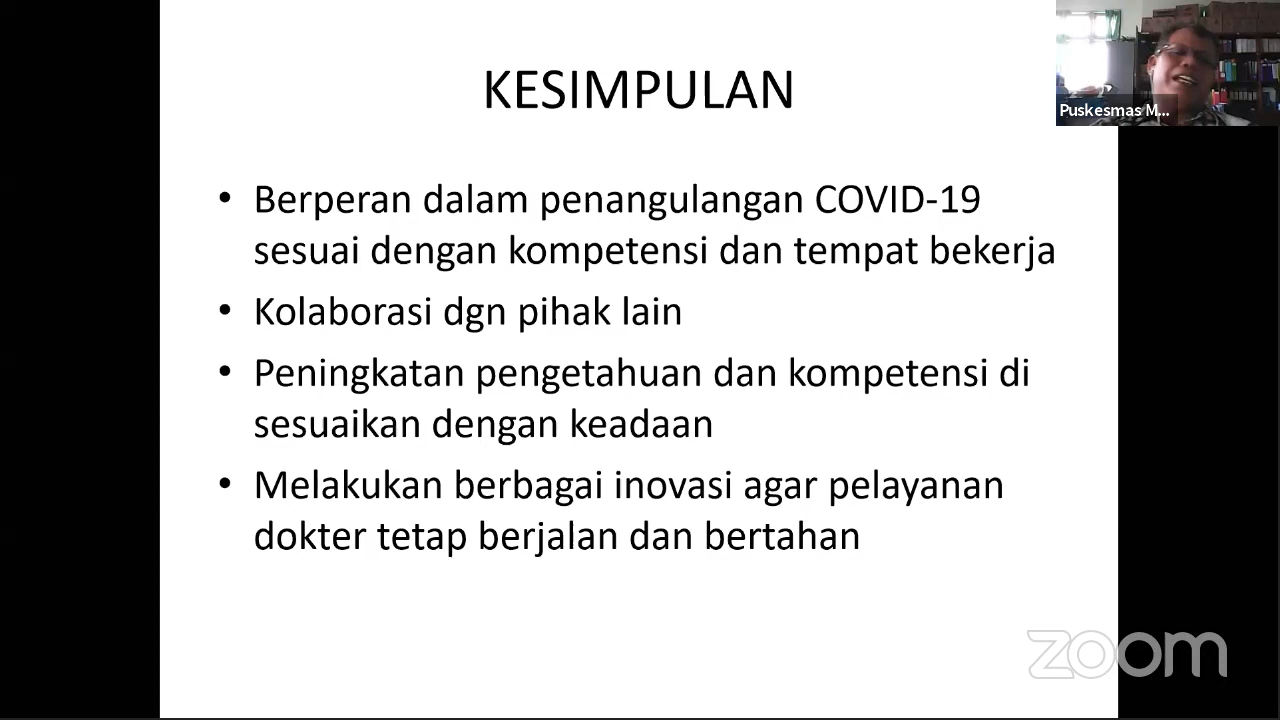 KESIMPULAN
Puskesmas M...
• Berperan dalam penangulangan COVID-19
sesuai dengan kompetensi dan tempat bekerja
• Kolaborasi dgn pihak lain
• Peningkatan pengetahuan dan kompetensi di
sesuaikan dengan keadaan
• Melakukan berbagai inovasi agar pelayanan
dokter tetap berjalan dan bertahan
zoom